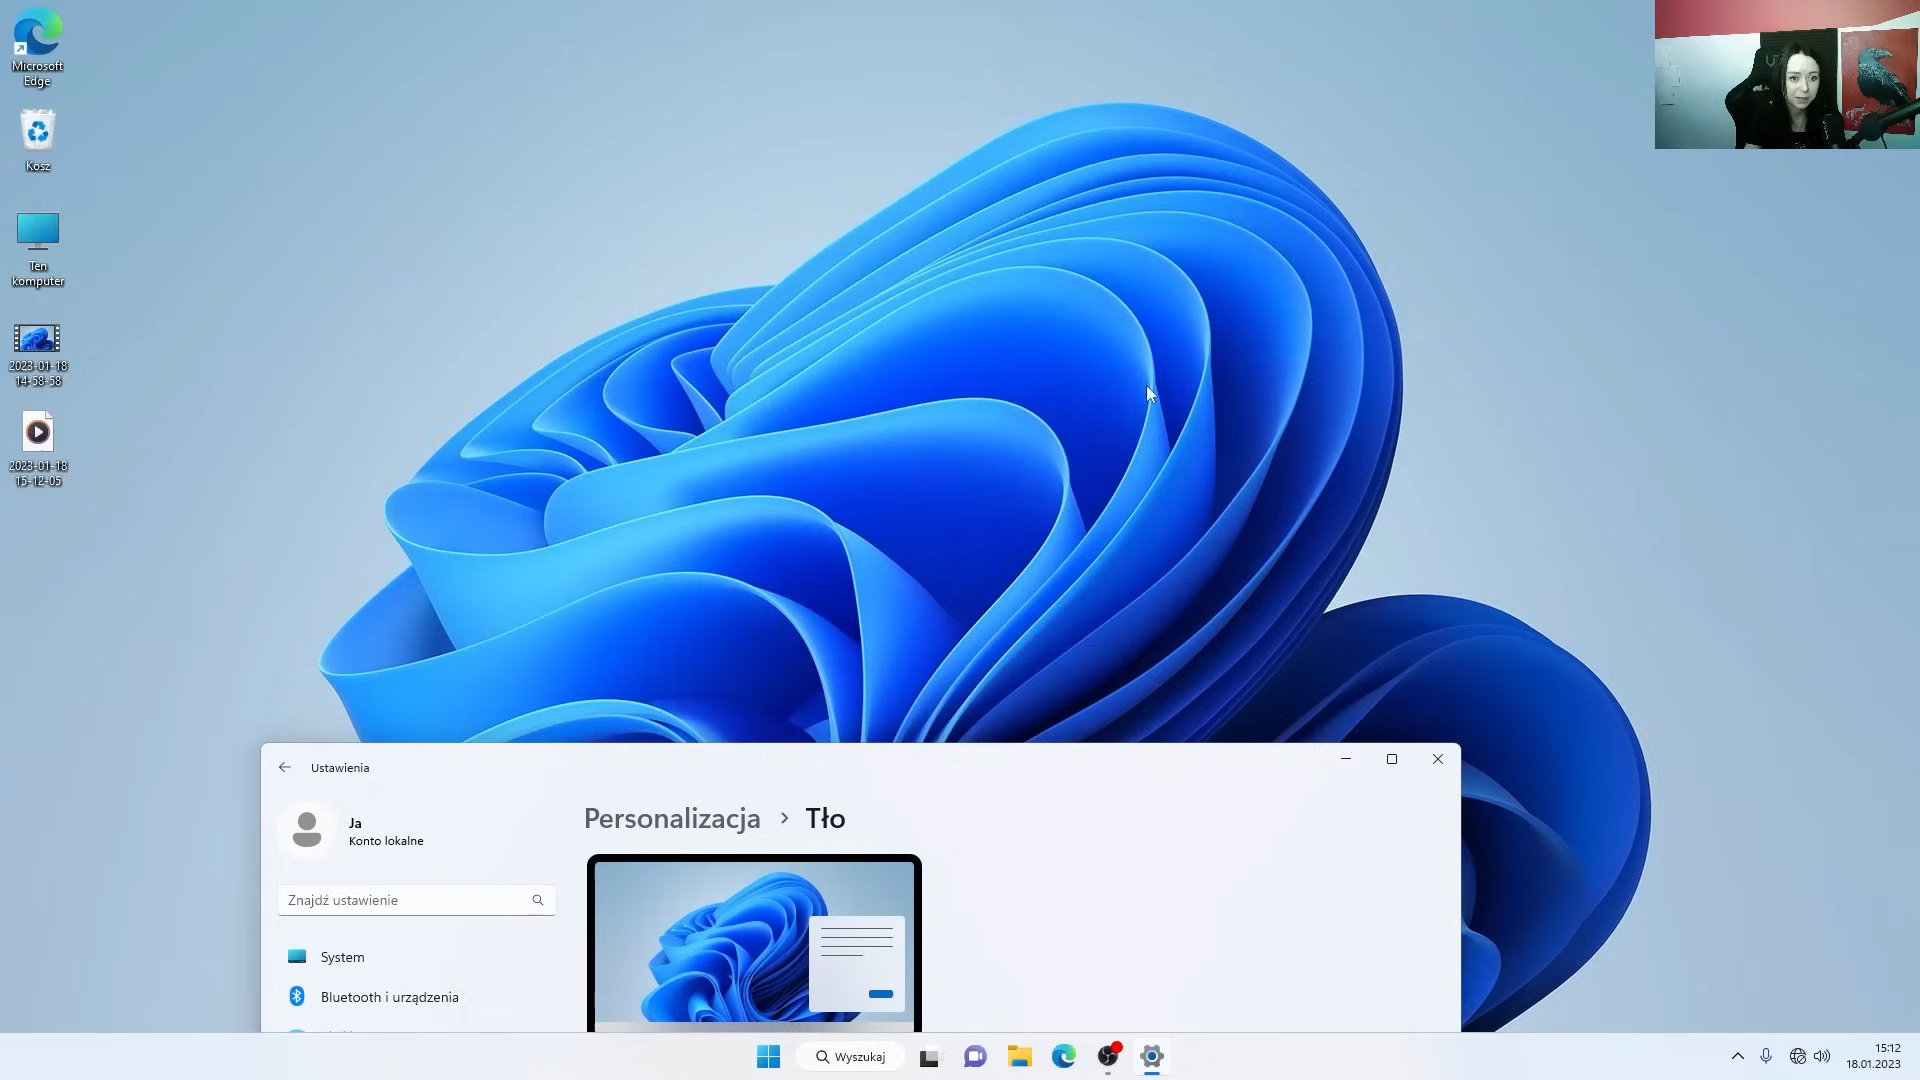 Microsoft
Edge
Kosz
Ten
komputer
2023-01-18
14-58-58
2023-01-18
15-12-05
Ustawienia
Ja
Konto lokalne
Znajdź ustawienie
System
Bluetooth i urządzenia
Personalizacja › Tło
Wyszukaj
15:12
18.01.2023